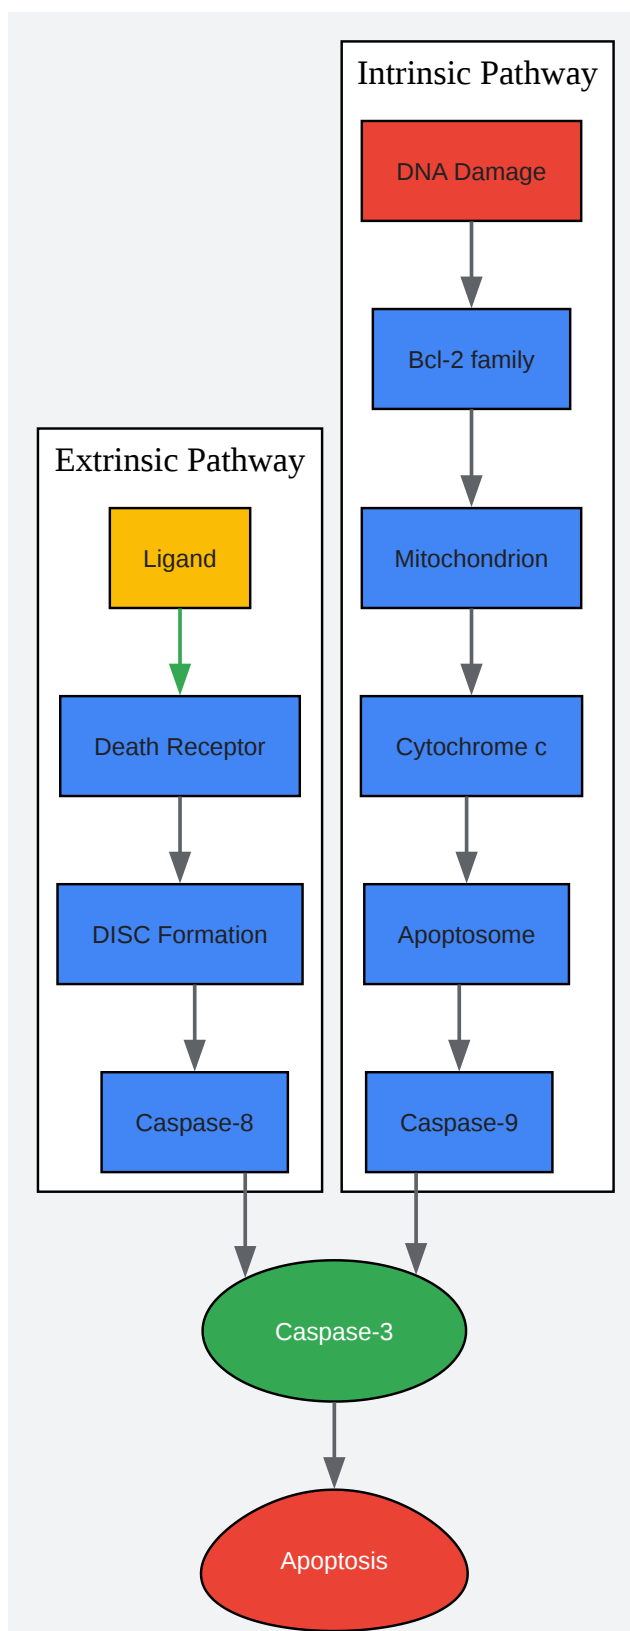 Intrinsic Pathway
DNA Damage
Bcl-2 family
Extrinsic Pathway
Ligand
Mitochondrion
Death Receptor
Cytochrome c
DISC Formation
Apoptosome
Caspase-8
Caspase-9
Caspase-3
Apoptosis